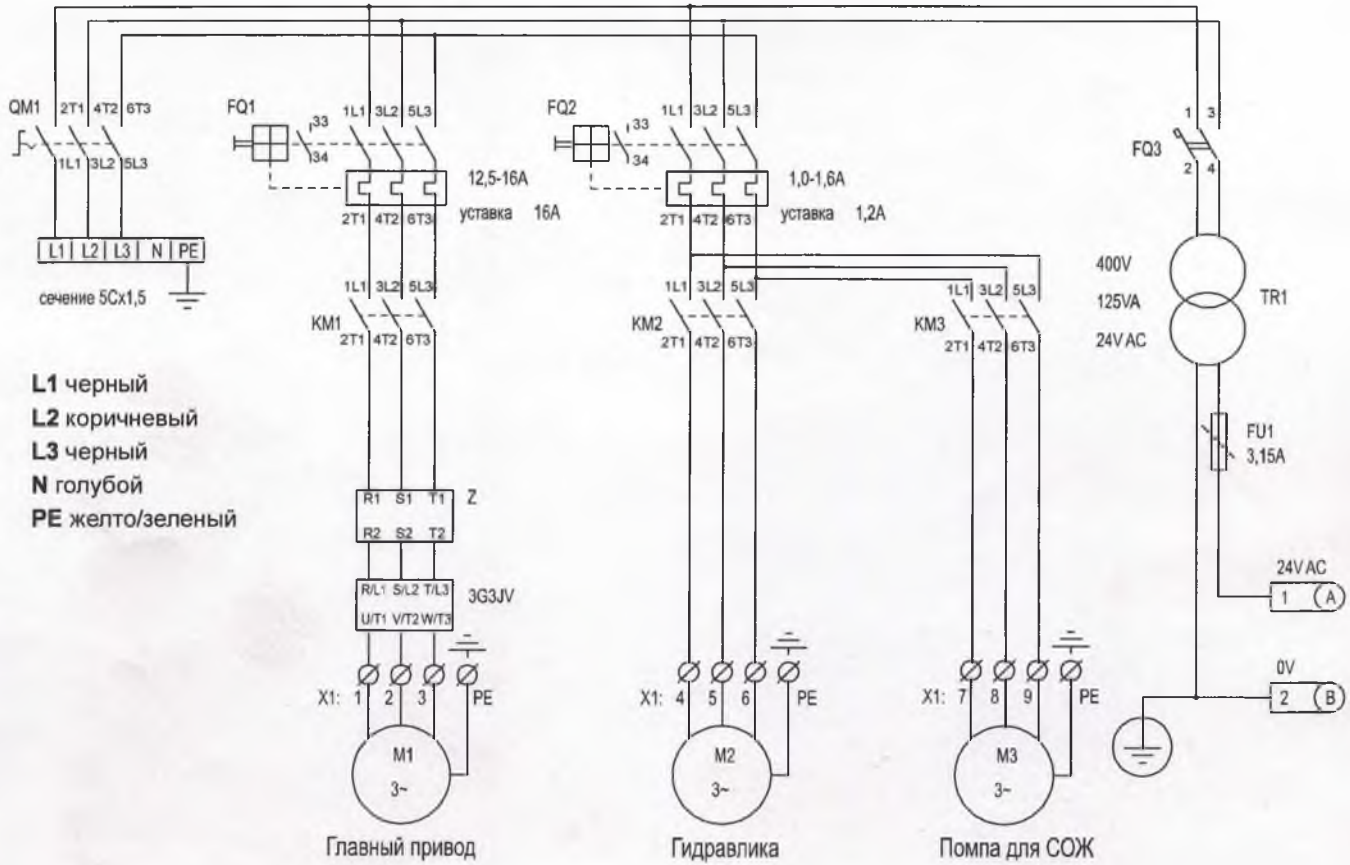 QM1 2T1 4T2 6T3
1L1 3L2 5L3
L1 L2 L3 N PE
сечение 5Cx1,5
L1 черный
L2 коричневый
L3 черный
N голубой
PE желто/зеленый
FQ1
33
34
1L1 3L2 5L3
12,5-16A
уставка 16A
2T1 4T2 6T3
1L1 3L2 5L3
KM1
2T1 4T2 6T3
R1 S1 T1 Z
R2 S2 T2
R/L1 S/L2 T/L3 3G3JV
U/T1 V/T2 W/T3
X1: 1 2 3 PE
M1
3~
Главный привод
FQ2
33
34
1L1 3L2 5L3
1,0-1,6A
уставка 1,2A
2T1 4T2 6T3
1L1 3L2 5L3
KM2
2T1 4T2 6T3
X1: 4 5 6 PE
M2
3~
Гидравлика
1L1 3L2 5L3
KM3
2T1 4T2 6T3
X1: 7 8 9 PE
M3
3~
Помпа для СОЖ
1 3
FQ3
2 4
400V
125VA TR1
24V AC
FU1
3,15A
24V AC
1 A
0V
2 B